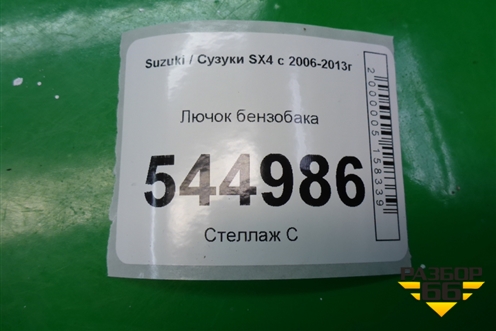 Suzuki / Сузуки SX4 с 2006-2013г
Лючок бензобака
544986
Стеллаж С
2000005158339
РАЗБОР
66